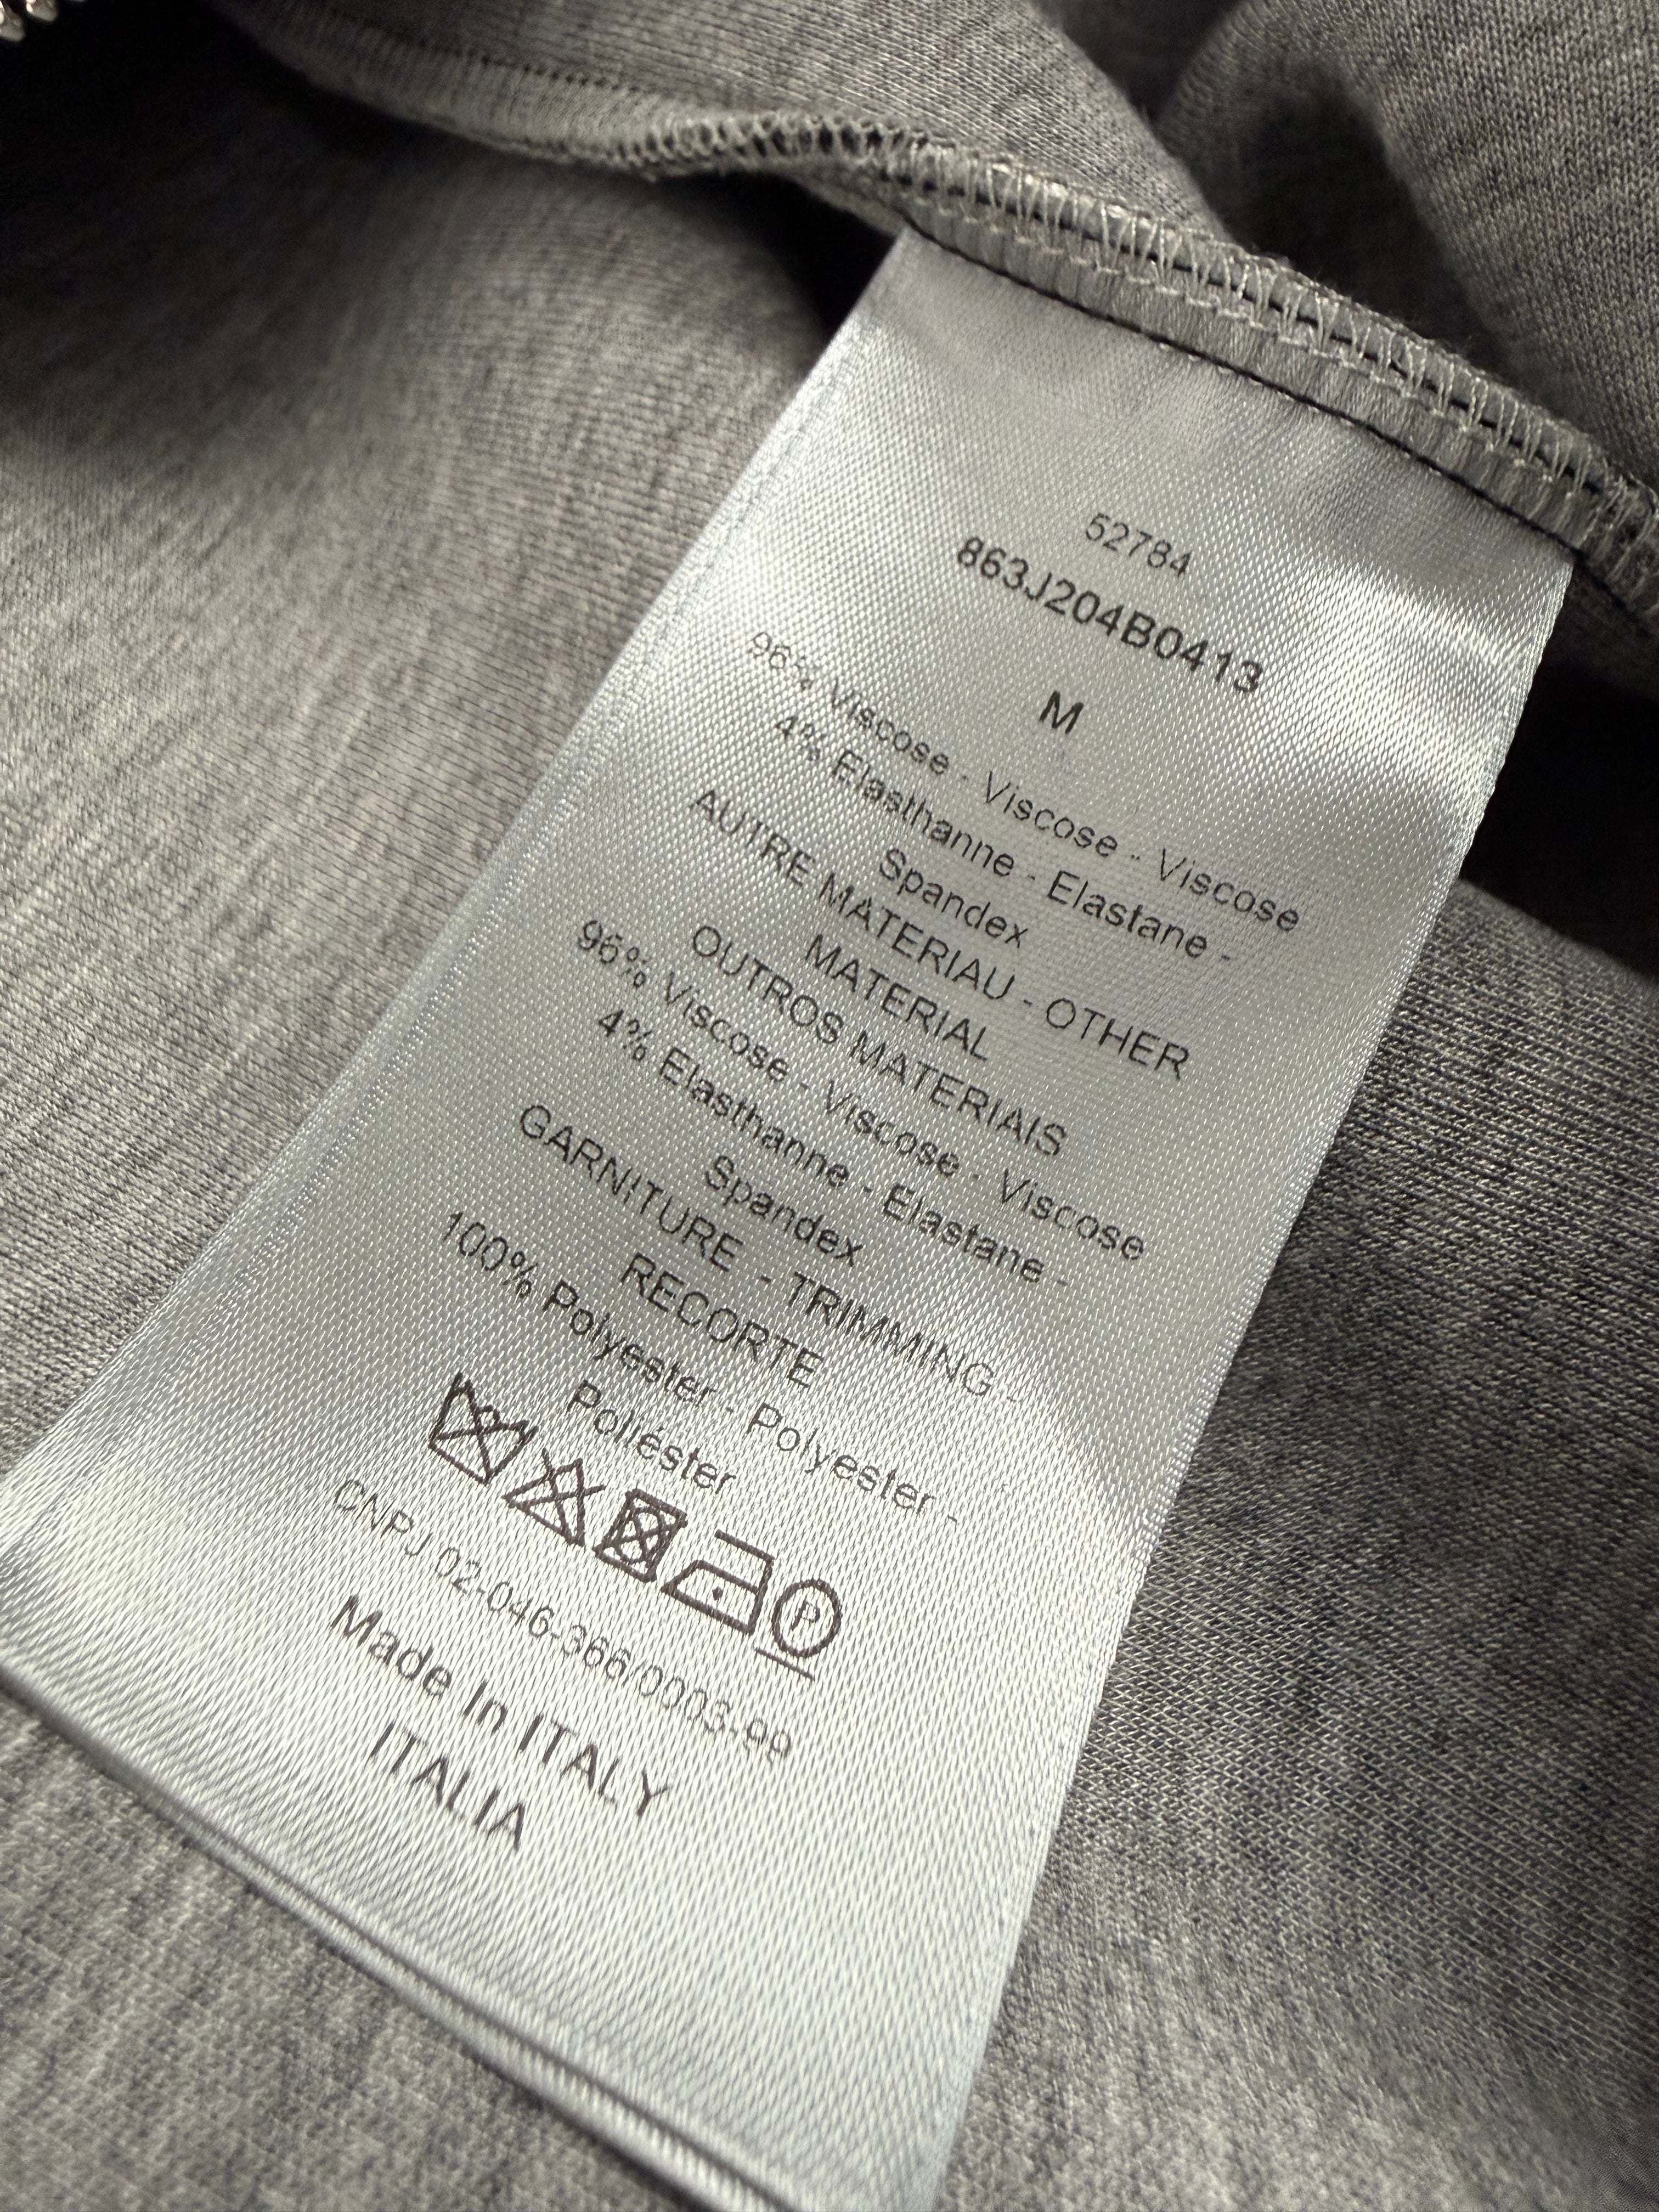 52784
863J204B0413
M
96% Viscose - Viscose - Viscose
4% Elasthanne - Elastane -
Spandex
AUTRE MATERIAU - OTHER
MATERIAL
OUTROS MATERIAIS
96% Viscose - Viscose - Viscose
4% Elasthanne - Elastane -
Spandex
GARNITURE - TRIMMING -
RECORTE
100% Polyester - Polyester -
Poliéster
P
CNPJ 02-046-366/0003-99
Made In ITALY
ITALIA